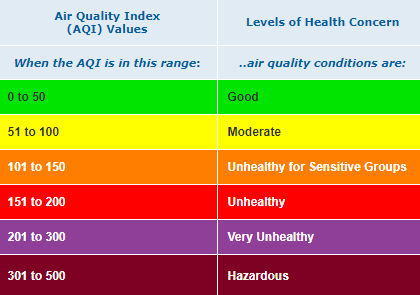 Air Quality Index
(AQI) Values
Levels of Health Concern
When the AQI is in this range:
..air quality conditions are:
0 to 50
Good
51 to 100
Moderate
101 to 150
Unhealthy for Sensitive Groups
151 to 200
Unhealthy
201 to 300
Very Unhealthy
301 to 500
Hazardous